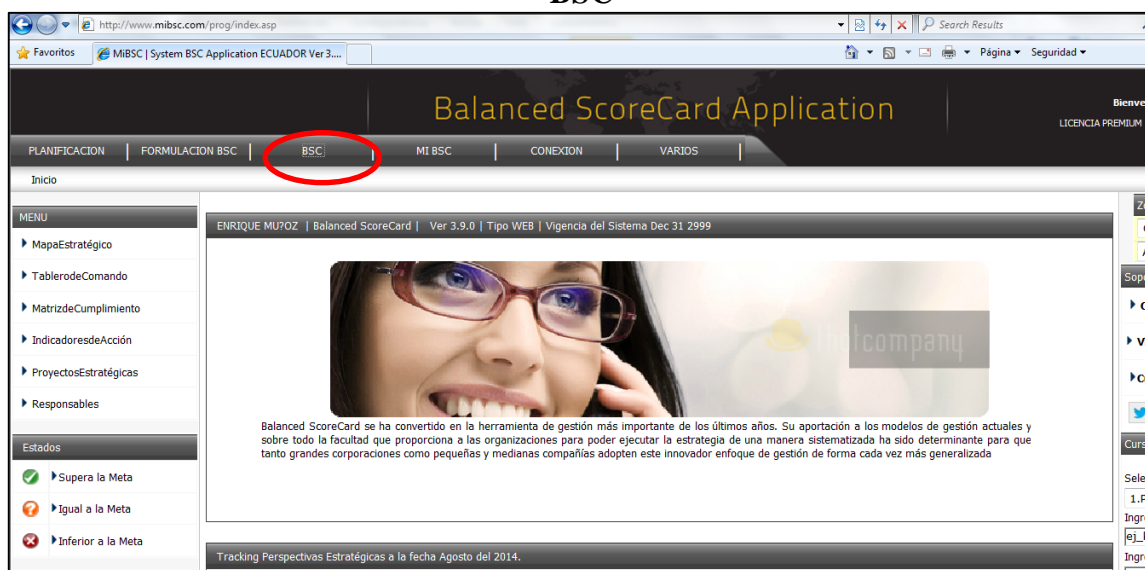 BSC
http://www.mibsc.com/prog/index.asp
Search Results
Favoritos
MiBSC | System BSC Application ECUADOR Ver 3....
Página
Seguridad
Balanced ScoreCard Application
Bienve
LICENCIA PREMIUM
PLANIFICACION | FORMULACION BSC | BSC | MI BSC | CONEXION | VARIOS |
Inicio
MENU
MapaEstratégico
TablerodeComando
MatrizdeCumplimiento
IndicadoresdeAcción
ProyectosEstratégicas
Responsables
Estados
Supera la Meta
Igual a la Meta
Inferior a la Meta
ENRIQUE MU?OZ | Balanced ScoreCard | Ver 3.9.0 | Tipo WEB | Vigencia del Sistema Dec 31 2999
thatcompany
Balanced ScoreCard se ha convertido en la herramienta de gestión más importante de los últimos años. Su aportación a los modelos de gestión actuales y
sobre todo la facultad que proporciona a las organizaciones para poder ejecutar la estrategia de una manera sistematizada ha sido determinante para que
tanto grandes corporaciones como pequeñas y medianas compañías adopten este innovador enfoque de gestión de forma cada vez más generalizada
Tracking Perspectivas Estratégicas a la fecha Agosto del 2014.
Sopo
Curs
Sele
1.P
Ingre
Ingre